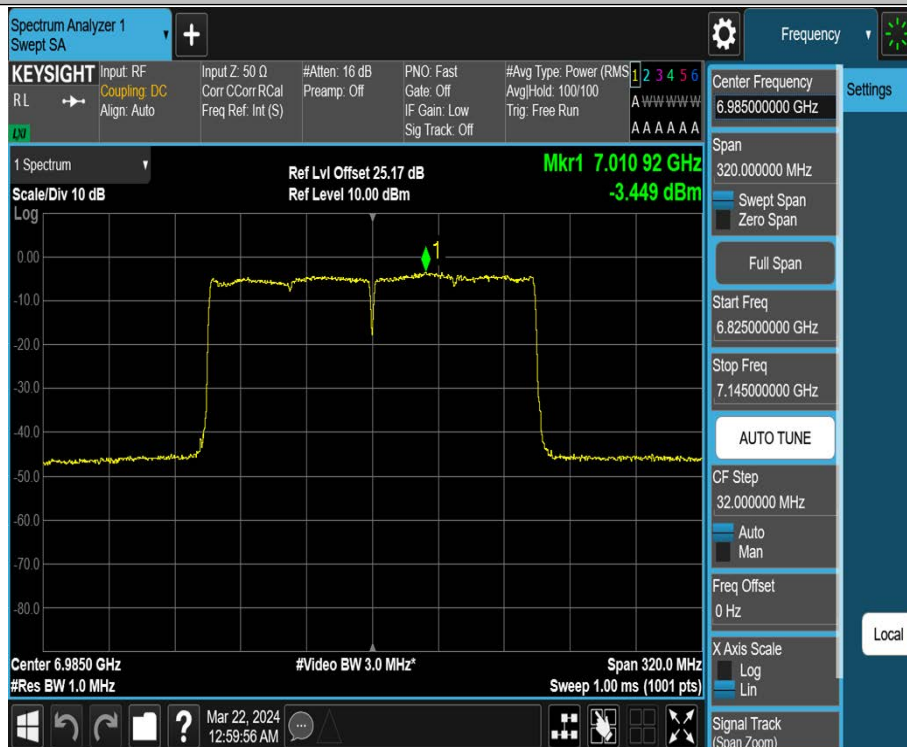 Spectrum Analyzer 1
Swept SA
+
Frequency
KEYSIGHT
RL
LXI
Input: RF
Coupling: DC
Align: Auto
Input Z: 50 Ω
Corr CCorr RCal
Freq Ref: Int (S)
#Atten: 16 dB
Preamp: Off
PNO: Fast
Gate: Off
IF Gain: Low
Sig Track: Off
#Avg Type: Power (RMS
Avg|Hold: 100/100
Trig: Free Run
1 2 3 4 5 6
A W W W W W
A A A A A A
1 Spectrum
Scale/Div 10 dB
Log
Ref Lvl Offset 25.17 dB
Ref Level 10.00 dBm
Mkr1 7.010 92 GHz
-3.449 dBm
1
0.00
-10.0
-20.0
-30.0
-40.0
-50.0
-60.0
-70.0
-80.0
Center 6.9850 GHz
#Res BW 1.0 MHz
#Video BW 3.0 MHz*
Span 320.0 MHz
Sweep 1.00 ms (1001 pts)
Center Frequency
6.985000000 GHz
Span
320.000000 MHz
Swept Span
Zero Span
Full Span
Start Freq
6.825000000 GHz
Stop Freq
7.145000000 GHz
AUTO TUNE
CF Step
32.000000 MHz
Auto
Man
Freq Offset
0 Hz
X Axis Scale
Log
Lin
Signal Track
(Span Zoom)
Settings
Local
?
Mar 22, 2024
12:59:56 AM